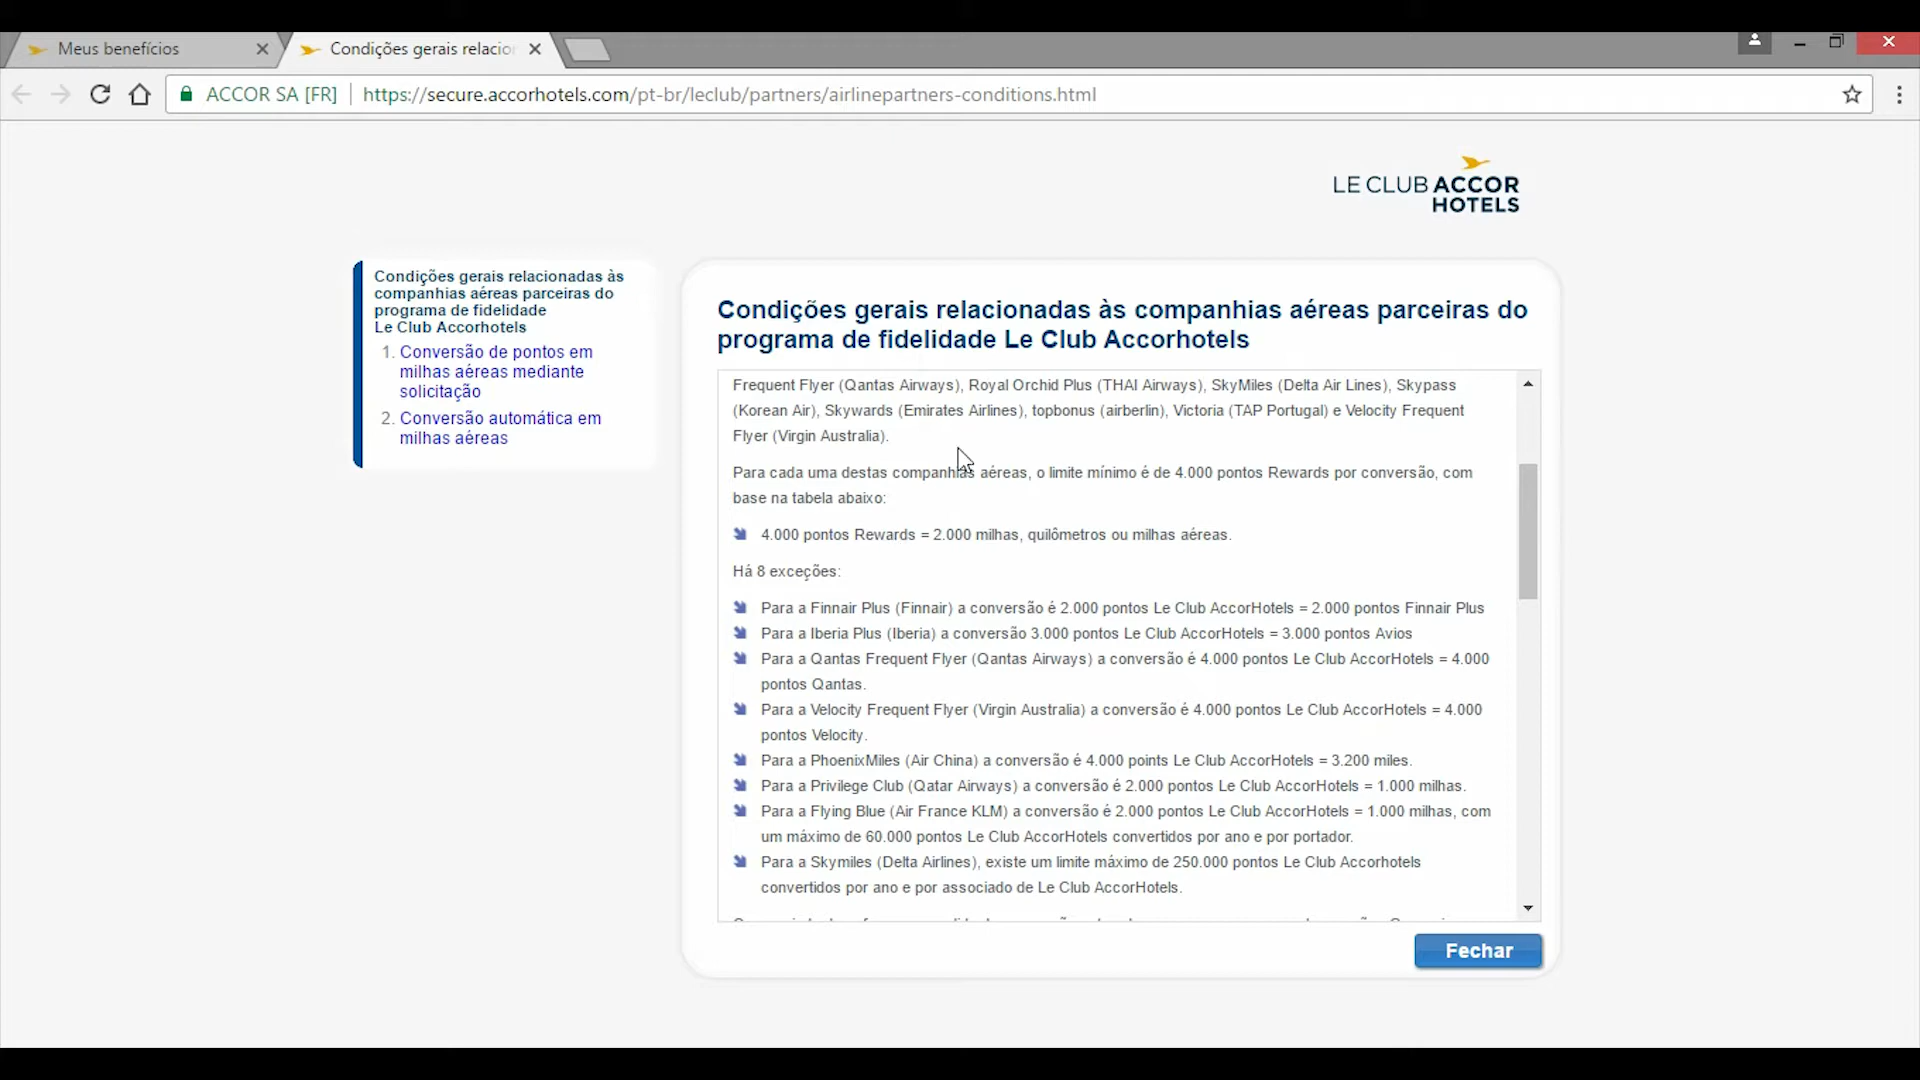 Meus benefícios
Condições gerais relacio
ACCOR SA [FR]
https://secure.accorhotels.com/pt-br/leclub/partners/airlinepartners-conditions.html
LE CLUB ACCOR
HOTELS
Condições gerais relacionadas às
companhias aéreas parceiras do
programa de fidelidade
Le Club Accorhotels
1. Conversão de pontos em
milhas aéreas mediante
solicitação
2. Conversão automática em
milhas aéreas
Condições gerais relacionadas às companhias aéreas parceiras do
programa de fidelidade Le Club Accorhotels
Frequent Flyer (Qantas Airways), Royal Orchid Plus (THAI Airways), SkyMiles (Delta Air Lines), Skypass
(Korean Air), Skywards (Emirates Airlines), topbonus (airberlin), Victoria (TAP Portugal) e Velocity Frequent
Flyer (Virgin Australia).
Para cada uma destas companhias aéreas, o limite mínimo é de 4.000 pontos Rewards por conversão, com
base na tabela abaixo:
4.000 pontos Rewards = 2.000 milhas, quilômetros ou milhas aéreas.
Há 8 exceções:
Para a Finnair Plus (Finnair) a conversão é 2.000 pontos Le Club AccorHotels = 2.000 pontos Finnair Plus
Para a Iberia Plus (Iberia) a conversão 3.000 pontos Le Club AccorHotels = 3.000 pontos Avios
Para a Qantas Frequent Flyer (Qantas Airways) a conversão é 4.000 pontos Le Club AccorHotels = 4.000
pontos Qantas.
Para a Velocity Frequent Flyer (Virgin Australia) a conversão é 4.000 pontos Le Club AccorHotels = 4.000
pontos Velocity.
Para a PhoenixMiles (Air China) a conversão é 4.000 points Le Club AccorHotels = 3.200 miles.
Para a Privilege Club (Qatar Airways) a conversão é 2.000 pontos Le Club AccorHotels = 1.000 milhas.
Para a Flying Blue (Air France KLM) a conversão é 2.000 pontos Le Club AccorHotels = 1.000 milhas, com
um máximo de 60.000 pontos Le Club AccorHotels convertidos por ano e por portador.
Para a Skymiles (Delta Airlines), existe um limite máximo de 250.000 pontos Le Club Accorhotels
convertidos por ano e por associado de Le Club AccorHotels.
Fechar